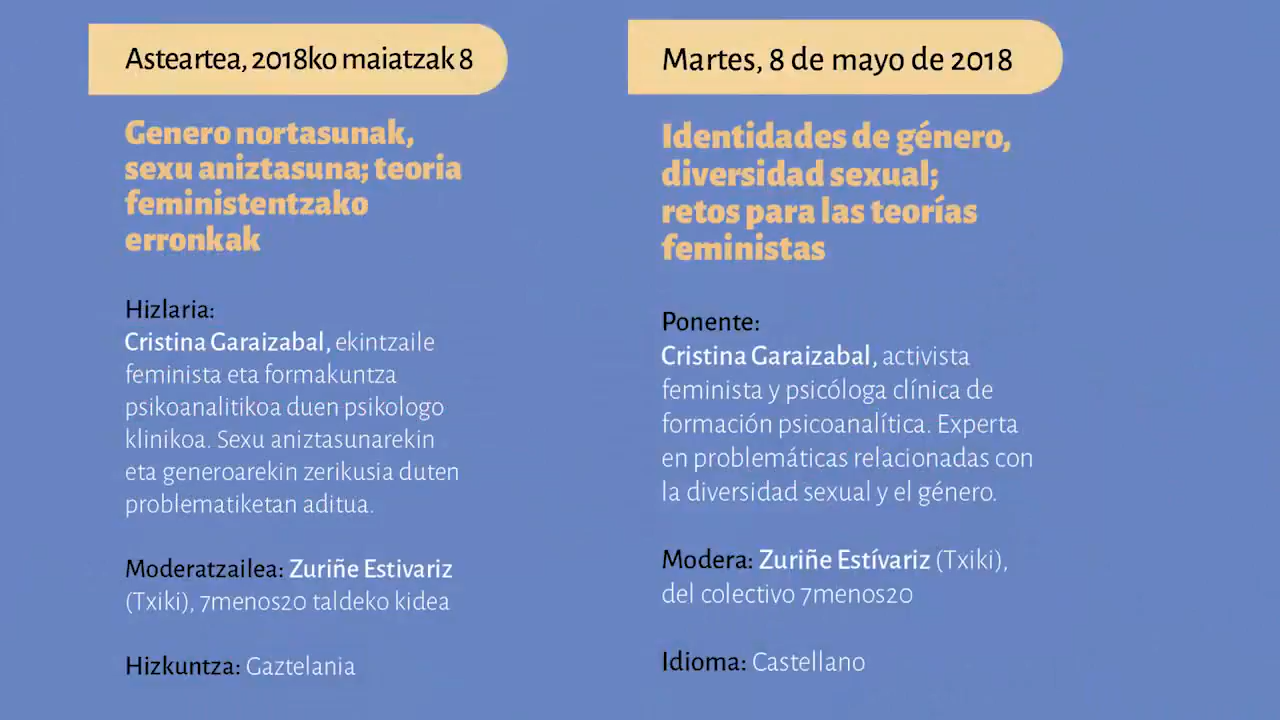 Asteartea, 2018ko maiatzak 8
Genero nortasunak,
sexu aniztasuna; teoria
feministentzako
erronkak
Hizlaria:
Cristina Garaizabal, ekintzaile
feminista eta formakuntza
psikoanalitikoa duen psikologo
klinikoa. Sexu aniztasunarekin
eta generoarekin zerikusia duten
problematiketan aditua.
Moderatzailea: Zuriñe Estivariz
(Txiki), 7menos20 taldeko kidea
Hizkuntza: Gaztelania
Martes, 8 de mayo de 2018
Identidades de género,
diversidad sexual;
retos para las teorías
feministas
Ponente:
Cristina Garaizabal, activista
feminista y psicóloga clínica de
formación psicoanalítica. Experta
en problemáticas relacionadas con
la diversidad sexual y el género.
Modera: Zuriñe Estívariz (Txiki),
del colectivo 7menos20
Idioma: Castellano